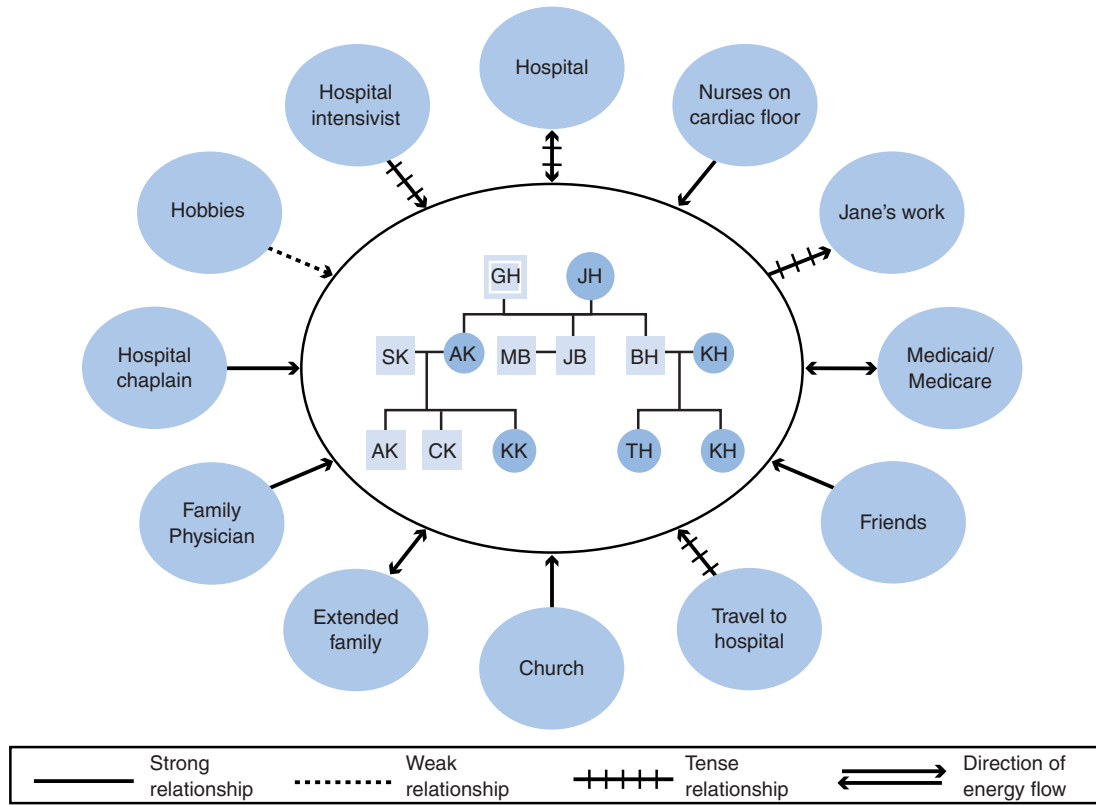 Hospital
Hospital
intensivist
Nurses on
cardiac floor
Hobbies
Jane's work
GH
JH
Hospital
chaplain
SK
AK
MB
JB
BH
KH
Medicaid/
Medicare
AK
CK
KK
TH
KH
Family
Physician
Friends
Extended
family
Church
Travel to
hospital
Strong
relationship
Weak
relationship
Tense
relationship
Direction of
energy flow